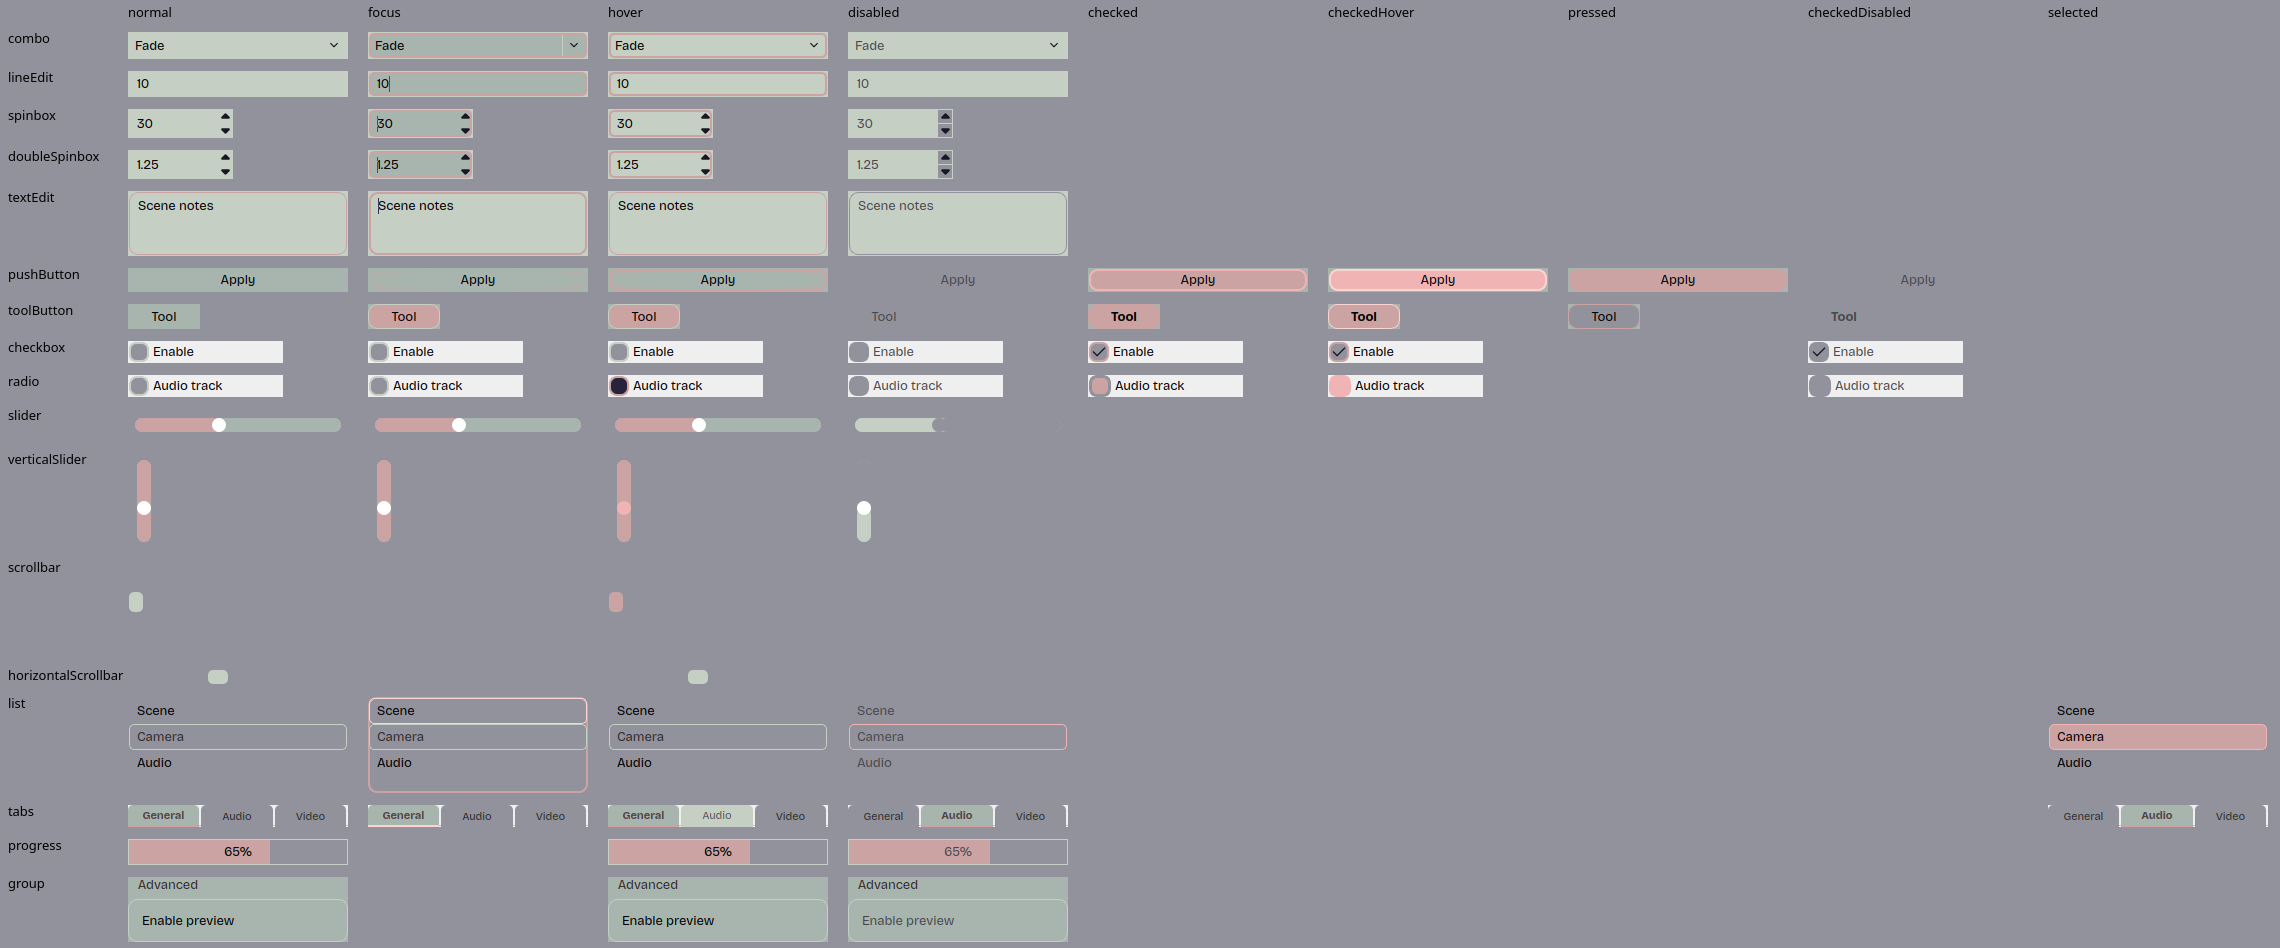 normal focus hover disabled checked checkedHover pressed checkedDisabled selected
combo Fade Fade Fade Fade
lineEdit 10 10 10 10
spinbox 30 30 30 30
doubleSpinbox 1.25 1.25 1.25 1.25
textEdit Scene notes Scene notes Scene notes Scene notes
pushButton Apply Apply Apply Apply Apply Apply Apply Apply
toolButton Tool Tool Tool Tool Tool Tool Tool Tool
checkbox Enable Enable Enable Enable Enable Enable Enable
radio Audio track Audio track Audio track Audio track Audio track Audio track Audio track
slider
verticalSlider
scrollbar
horizontalScrollbar
list Scene Scene Scene Scene Scene
Camera Camera Camera Camera Camera
Audio Audio Audio Audio Audio
tabs General Audio Video General Audio Video General Audio Video General Audio Video General Audio Video
progress 65% 65% 65%
group Advanced Advanced Advanced
Enable preview Enable preview Enable preview